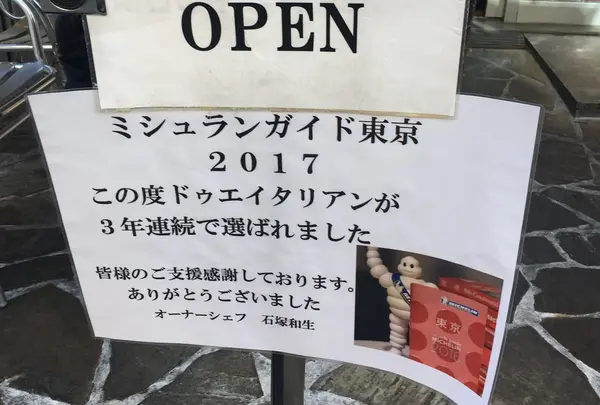 OPEN
ミシュランガイド東京
２０１７
この度ドゥエイタリアンが
３年連続で選ばれました
皆様のご支援感謝しております。
ありがとうございました
オーナーシェフ 石塚和生
東京
MICHELIN